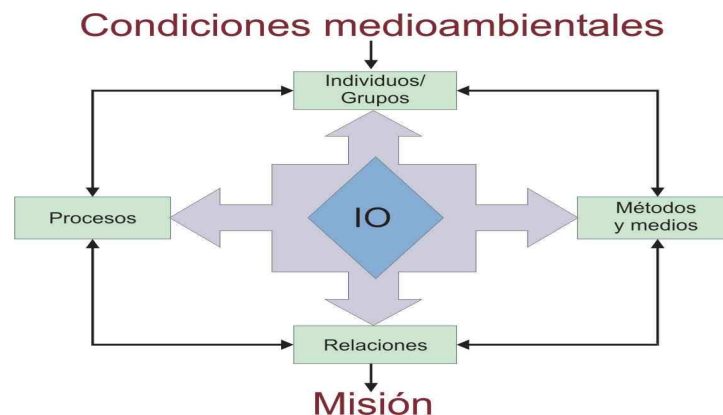 Condiciones medioambientales
Individuos/
Grupos
Procesos
IO
Métodos
y medios
Relaciones
Misión